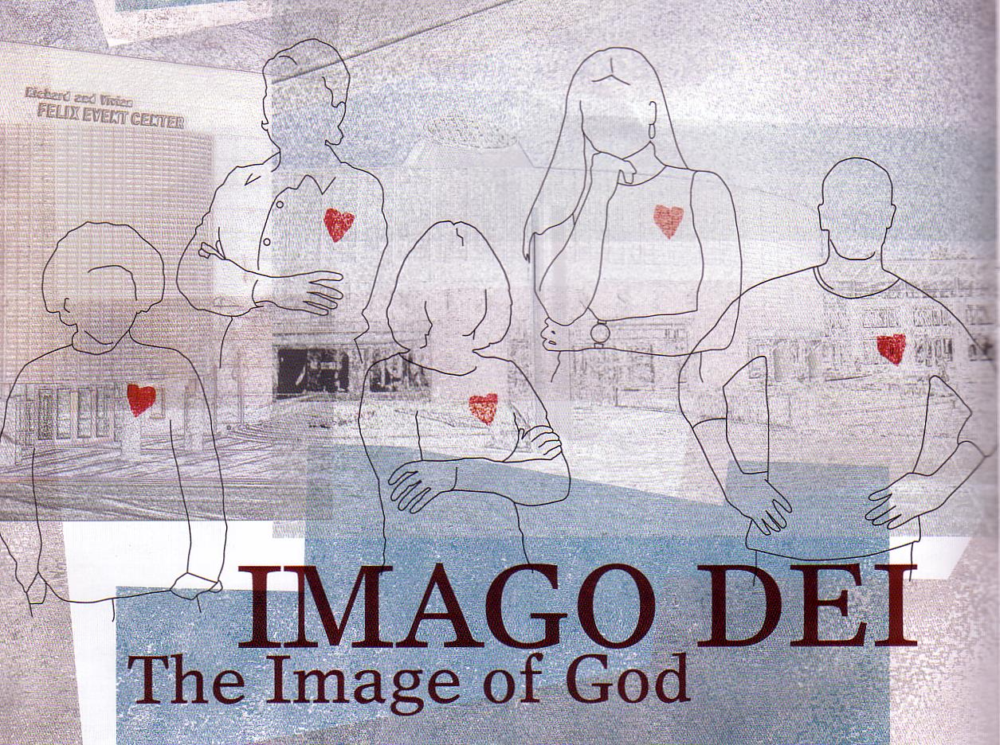 Richard and Vivian
FELIX EVENT CENTER
IMAGO DEI
The Image of God